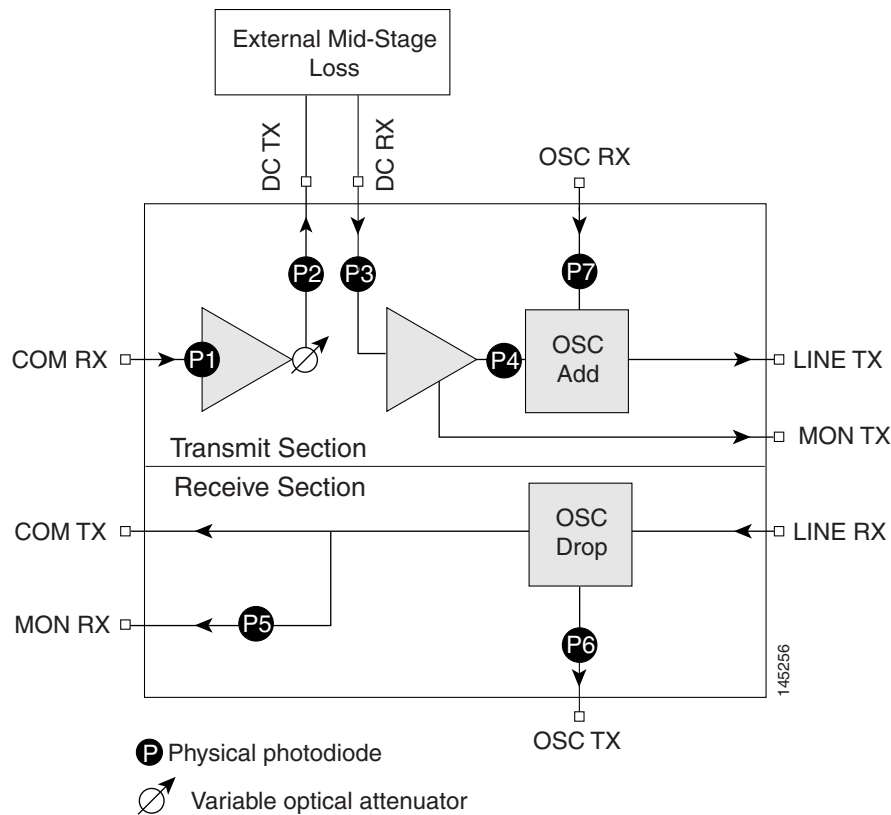 External Mid-Stage
Loss
DC TX
DC RX
OSC RX
P2
P3
P7
COM RX
P1
P4
OSC
Add
LINE TX
MON TX
Transmit Section
Receive Section
COM TX
OSC
Drop
LINE RX
MON RX
P5
P6
145256
OSC TX
P Physical photodiode
Variable optical attenuator